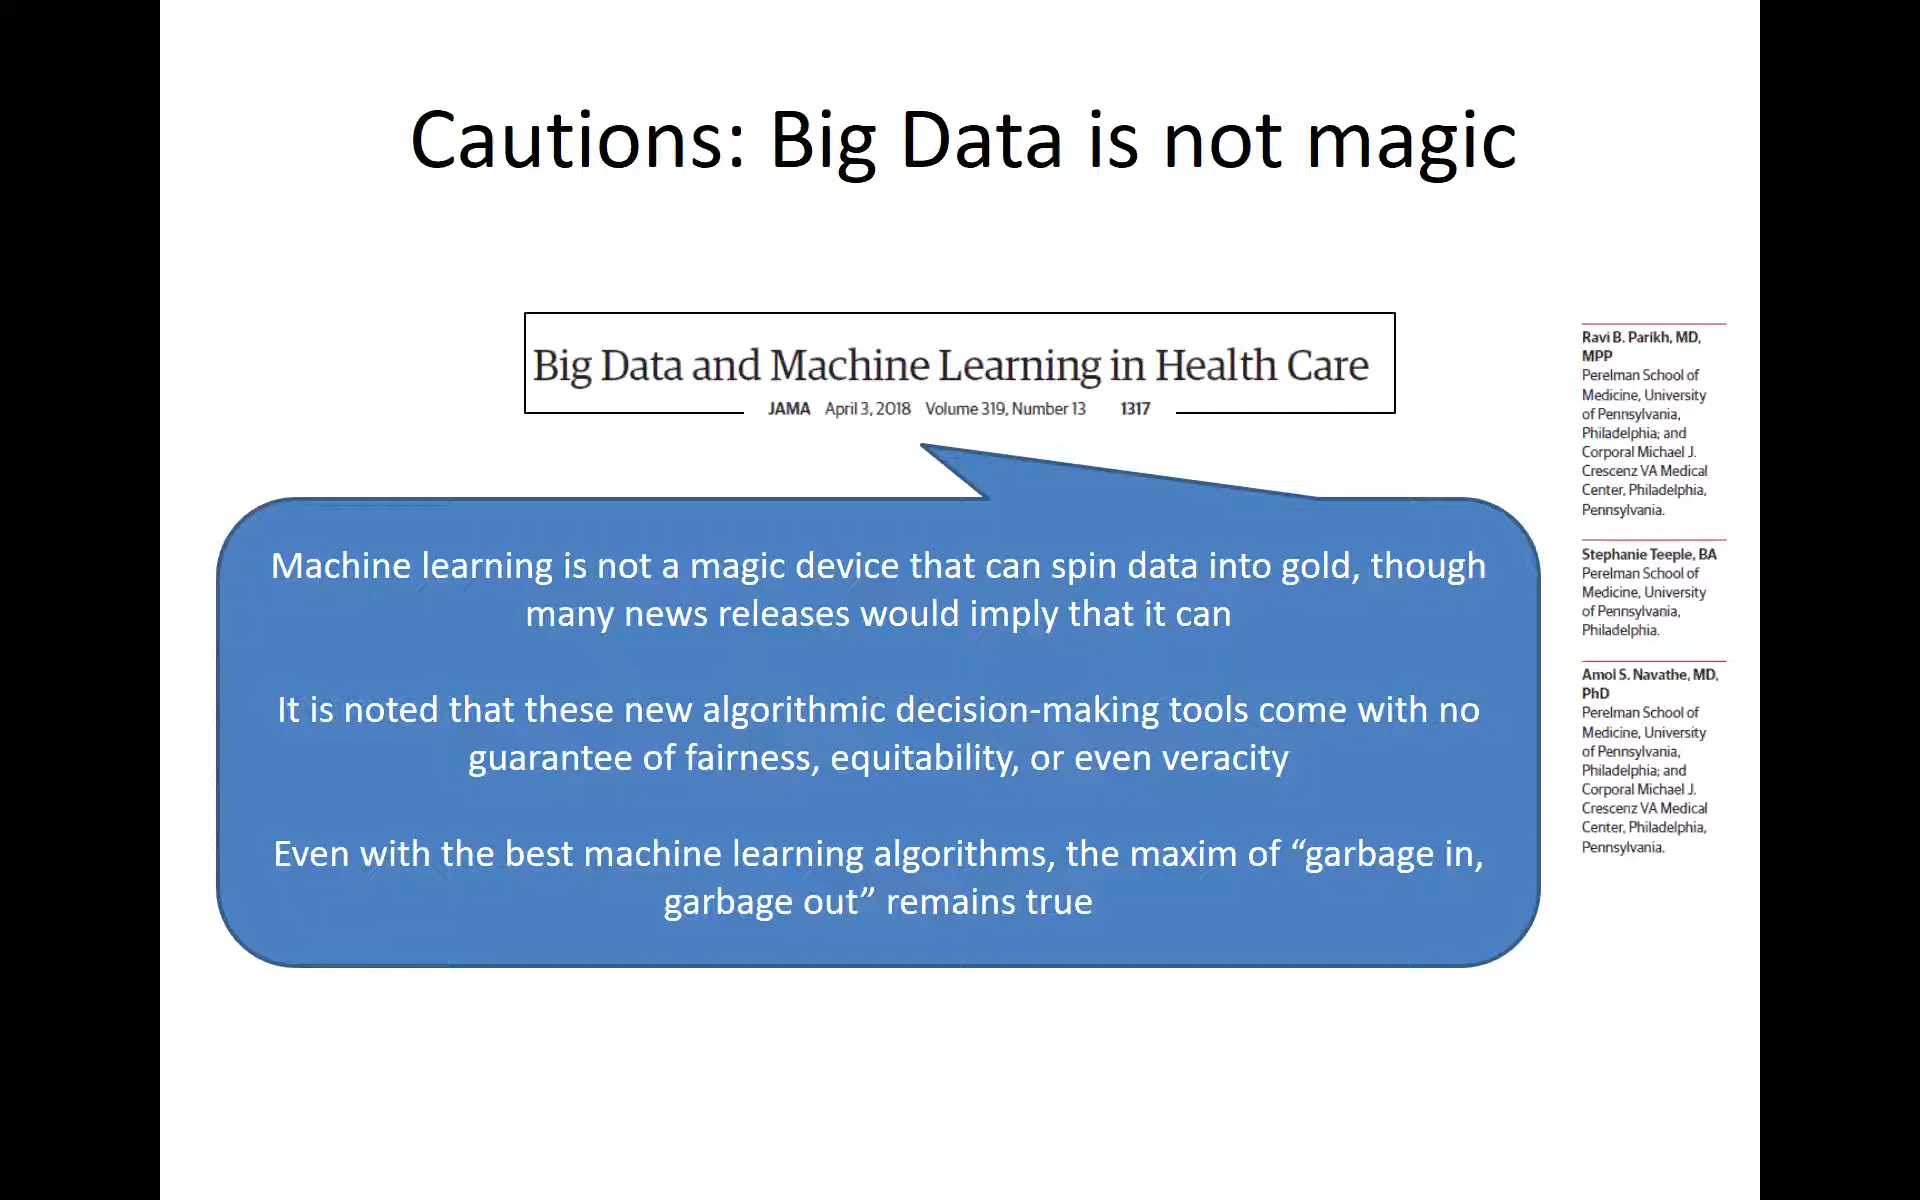 Cautions: Big Data is not magic
Big Data and Machine Learning in Health Care
JAMA April 3, 2018 Volume 319, Number 13 1317
Machine learning is not a magic device that can spin data into gold, though
many news releases would imply that it can
It is noted that these new algorithmic decision-making tools come with no
guarantee of fairness, equitability, or even veracity
Even with the best machine learning algorithms, the maxim of “garbage in,
garbage out” remains true
Ravi B. Parikh, MD,
MPP
Perelman School of
Medicine, University
of Pennsylvania,
Philadelphia; and
Corporal Michael J.
Crescenz VA Medical
Center, Philadelphia,
Pennsylvania.
Stephanie Teeple, BA
Perelman School of
Medicine, University
of Pennsylvania,
Philadelphia.
Amol S. Navathe, MD,
PhD
Perelman School of
Medicine, University
of Pennsylvania,
Philadelphia; and
Corporal Michael J.
Crescenz VA Medical
Center, Philadelphia,
Pennsylvania.